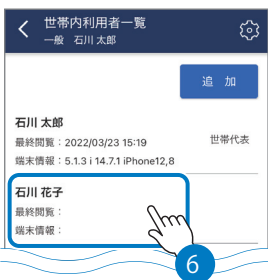 世帯内利用者一覧
一般 石川 太郎
追 加
石川 太郎
最終閲覧：2022/03/23 15:19 世帯代表
端末情報：5.1.3 i 14.7.1 iPhone12,8
石川 花子
最終閲覧：
端末情報：
6